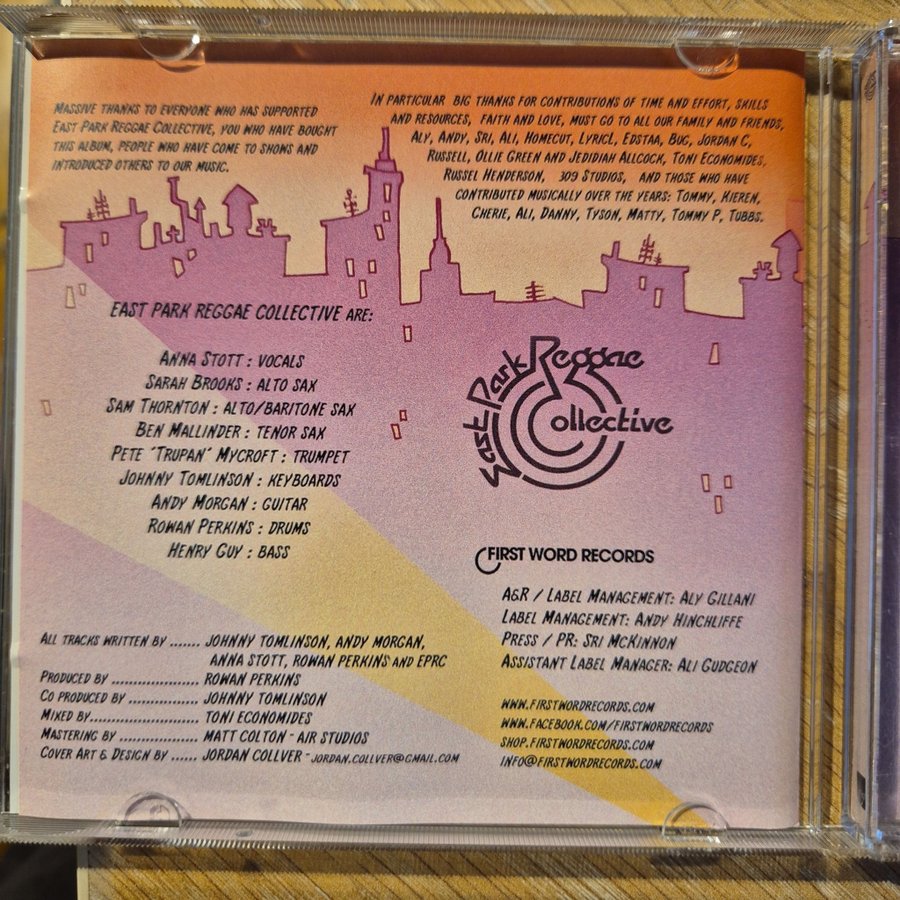 MASSIVE THANKS TO EVERYONE WHO HAS SUPPORTED
EAST PARK REGGAE COLLECTIVE, YOU WHO HAVE BOUGHT
THIS ALBUM, PEOPLE WHO HAVE COME TO SHOWS AND
INTRODUCED OTHERS TO OUR MUSIC.
IN PARTICULAR BIG THANKS FOR CONTRIBUTIONS OF TIME AND EFFORT, SKILLS
AND RESOURCES, FAITH AND LOVE, MUST GO TO ALL OUR FAMILY AND FRIENDS,
ALY, ANDY, SRI, ALI, HOMECUT, LYRICL, EDSTAA, BUG, JORDAN C,
RUSSELL, OLLIE GREEN AND JEDIDIAH ALLCOCK, TONI ECONOMIDES,
RUSSEL HENDERSON, 309 STUDIOS, AND THOSE WHO HAVE
CONTRIBUTED MUSICALLY OVER THE YEARS: TOMMY, KIEREN,
CHERIE, ALI, DANNY, TYSON, MATTY, TOMMY P, TUBBS.
EAST PARK REGGAE COLLECTIVE ARE:
ANNA STOTT : VOCALS
SARAH BROOKS : ALTO SAX
SAM THORNTON : ALTO/BARITONE SAX
BEN MALLINDER : TENOR SAX
PETE 'TRUPAN' MYCROFT : TRUMPET
JOHNNY TOMLINSON : KEYBOARDS
ANDY MORGAN : GUITAR
ROWAN PERKINS : DRUMS
HENRY GUY : BASS
East Park Reggae
Collective
FIRST WORD RECORDS
A&R / LABEL MANAGEMENT: ALY GILLANI
LABEL MANAGEMENT: ANDY HINCHLIFFE
PRESS / PR: SRI MCKINNON
ASSISTANT LABEL MANAGER: ALI GUDGEON
WWW.FIRSTWORDRECORDS.COM
WWW.FACEBOOK.COM/FIRSTWORDRECORDS
SHOP.FIRSTWORDRECORDS.COM
INFO@FIRSTWORDRECORDS.COM
ALL TRACKS WRITTEN BY ....... JOHNNY TOMLINSON, ANDY MORGAN,
ANNA STOTT, ROWAN PERKINS AND EPRC
PRODUCED BY ..................... ROWAN PERKINS
CO PRODUCED BY ................. JOHNNY TOMLINSON
MIXED BY.......................... TONI ECONOMIDES
MASTERING BY ................... MATT COLTON - AIR STUDIOS
COVER ART & DESIGN BY ...... JORDAN COLLVER - JORDAN.COLLVER@GMAIL.COM